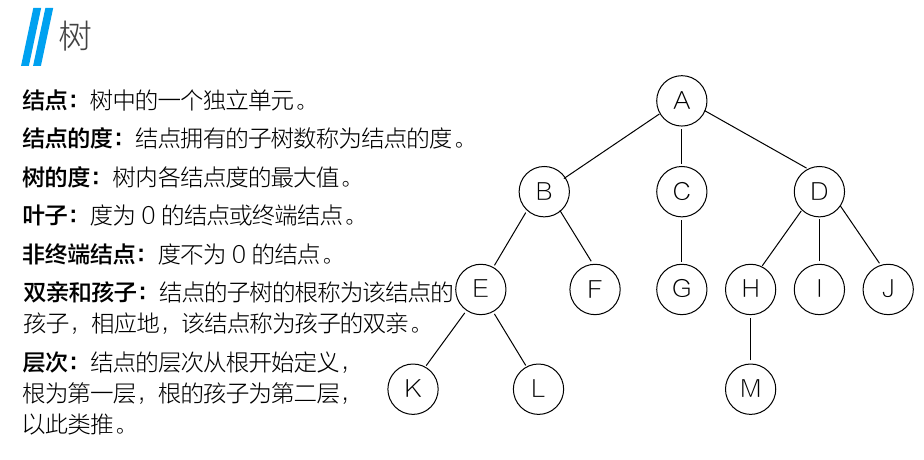 树
结点：树中的一个独立单元。
结点的度：结点拥有的子树数称为结点的度。
树的度：树内各结点度的最大值。
叶子：度为 0 的结点或终端结点。
非终端结点：度不为 0 的结点。
双亲和孩子：结点的子树的根称为该结点的
孩子，相应地，该结点称为孩子的双亲。
层次：结点的层次从根开始定义，
根为第一层，根的孩子为第二层，
以此类推。
A
B C D
E F G H I J
K L M